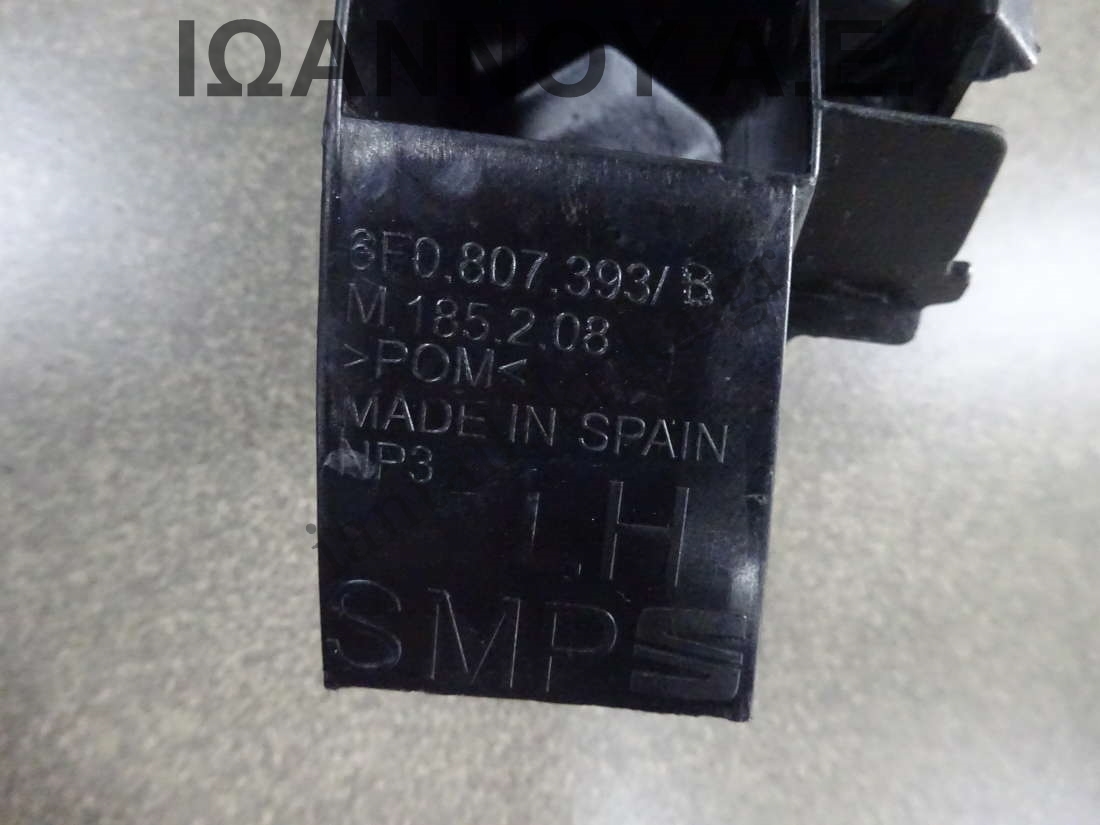 ΙΩΑΝΝΟΥ Α.Ε.
6F0.807.393/B
M.185.2.08
>POM<
MADE IN SPAIN
NP3
LH
SMP